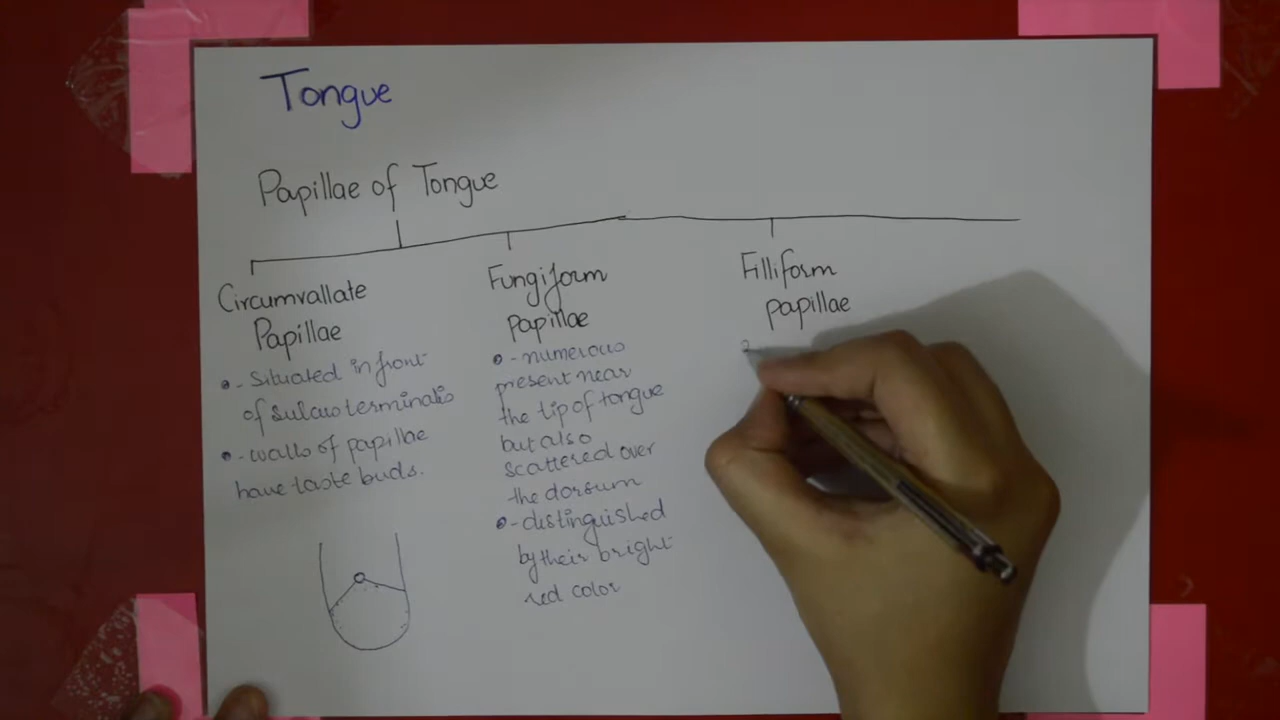 Tongue
Papillae of Tongue
Circumvallate
Papillae
- Situated in front
of sulcus terminalis
- walls of papillae
have taste buds.
Fungiform
papillae
- numerous
present near
the tip of tongue
but also
scattered over
the dorsum
- distinguished
by their bright
red color
Filliform
papillae